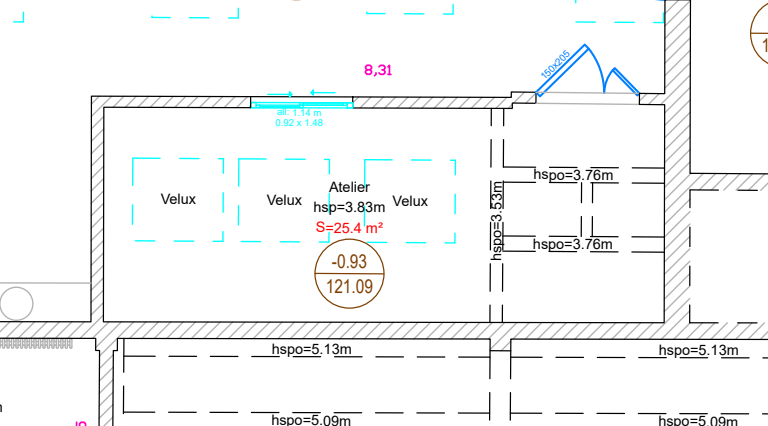 150x205
8,31
all: 1.14 m
0.92 x 1.48
hspo=3.76m
Velux
Velux
Atelier
Velux
hsp=3.83m
S=25.4 m²
hspo=3.53m
hspo=3.76m
-0.93
121.09
hspo=5.13m
hspo=5.13m
hspo=5.09m
hspo=5.09m